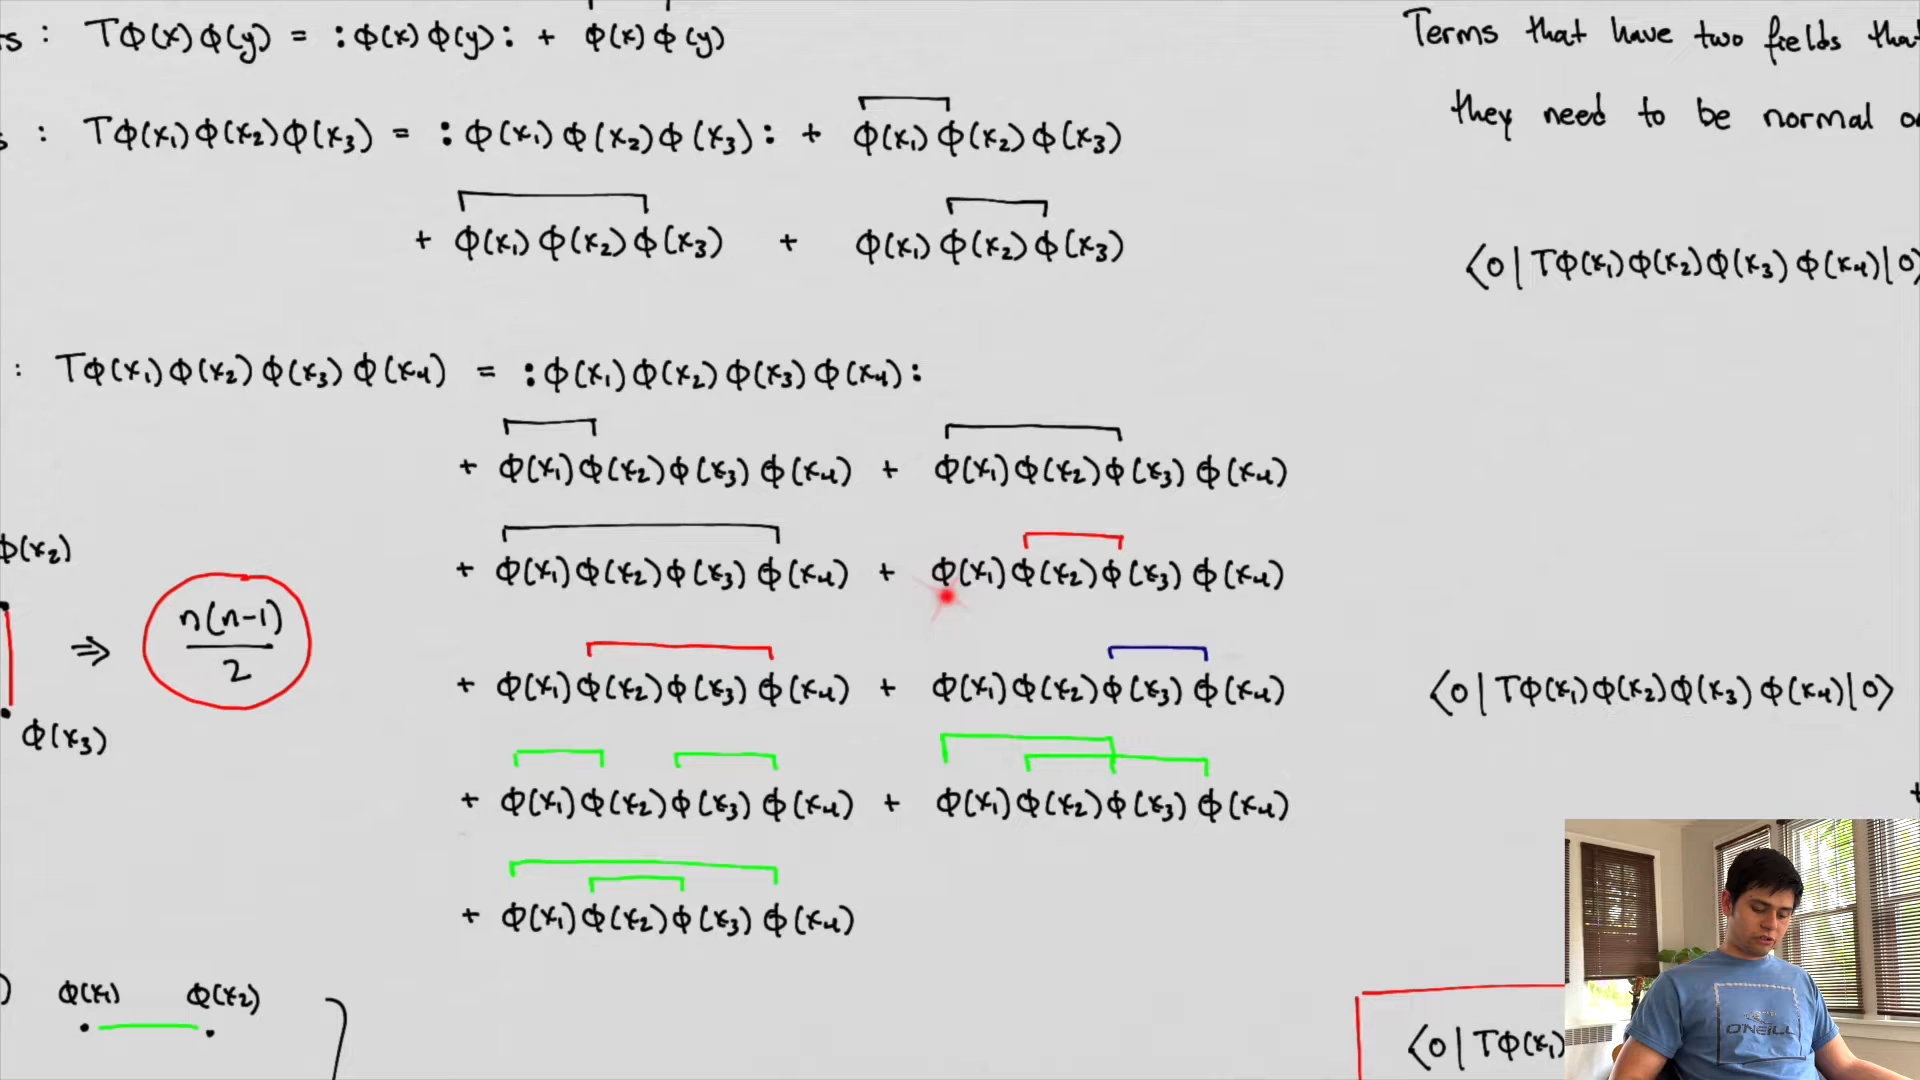 rs : Tϕ(x)ϕ(y) = :ϕ(x)ϕ(y): + ϕ(x)ϕ(y)
s : Tϕ(x₁)ϕ(x₂)ϕ(x₃) = :ϕ(x₁)ϕ(x₂)ϕ(x₃): + ϕ(x₁)ϕ(x₂)ϕ(x₃)
+ ϕ(x₁)ϕ(x₂)ϕ(x₃) + ϕ(x₁)ϕ(x₂)ϕ(x₃)
: Tϕ(x₁)ϕ(x₂)ϕ(x₃)ϕ(x₄) = :ϕ(x₁)ϕ(x₂)ϕ(x₃)ϕ(x₄):
+ ϕ(x₁)ϕ(x₂)ϕ(x₃)ϕ(x₄) + ϕ(x₁)ϕ(x₂)ϕ(x₃)ϕ(x₄)
+ ϕ(x₁)ϕ(x₂)ϕ(x₃)ϕ(x₄) + ϕ(x₁)ϕ(x₂)ϕ(x₃)ϕ(x₄)
+ ϕ(x₁)ϕ(x₂)ϕ(x₃)ϕ(x₄) + ϕ(x₁)ϕ(x₂)ϕ(x₃)ϕ(x₄)
+ ϕ(x₁)ϕ(x₂)ϕ(x₃)ϕ(x₄) + ϕ(x₁)ϕ(x₂)ϕ(x₃)ϕ(x₄)
+ ϕ(x₁)ϕ(x₂)ϕ(x₃)ϕ(x₄)
ϕ(x₂)
⇒ n(n-1)/2
ϕ(x₃)
) ϕ(x₁) ϕ(x₂)
Terms that have two fields tha
they need to be normal o
⟨0|Tϕ(x₁)ϕ(x₂)ϕ(x₃)ϕ(x₄)|0⟩
⟨0|Tϕ(x₁)ϕ(x₂)ϕ(x₃)ϕ(x₄)|0⟩
+
⟨0|Tϕ(x₁)
O'NEILL